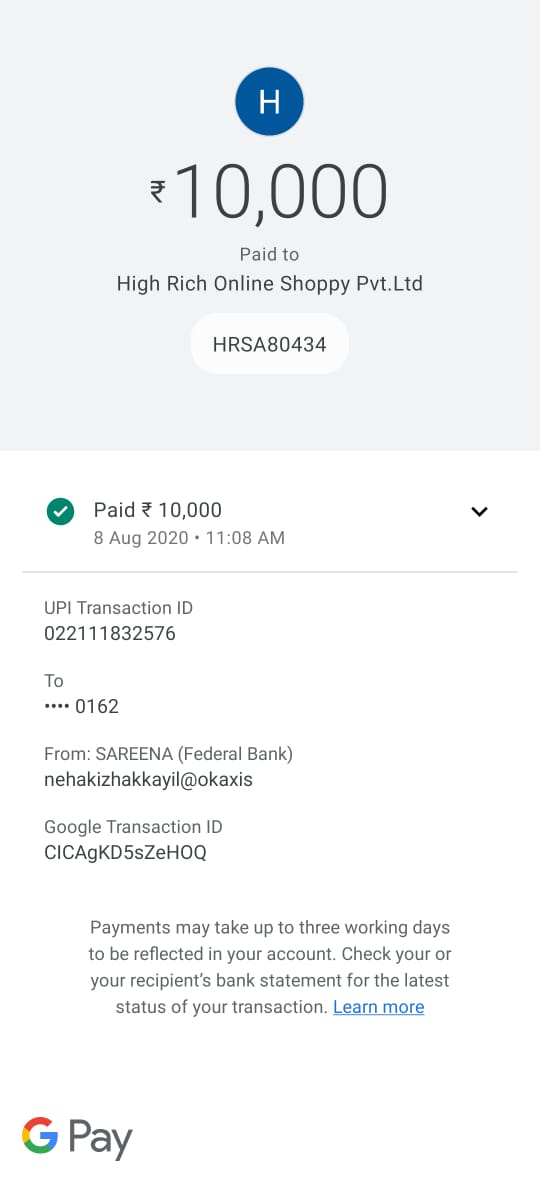 H
₹10,000
Paid to
High Rich Online Shoppy Pvt.Ltd
HRSA80434
Paid ₹ 10,000
8 Aug 2020 • 11:08 AM
UPI Transaction ID
022111832576
To
•••• 0162
From: SAREENA (Federal Bank)
nehakizhakkayil@okaxis
Google Transaction ID
CICAgKD5sZeHOQ
Payments may take up to three working days
to be reflected in your account. Check your or
your recipient’s bank statement for the latest
status of your transaction. Learn more
G Pay